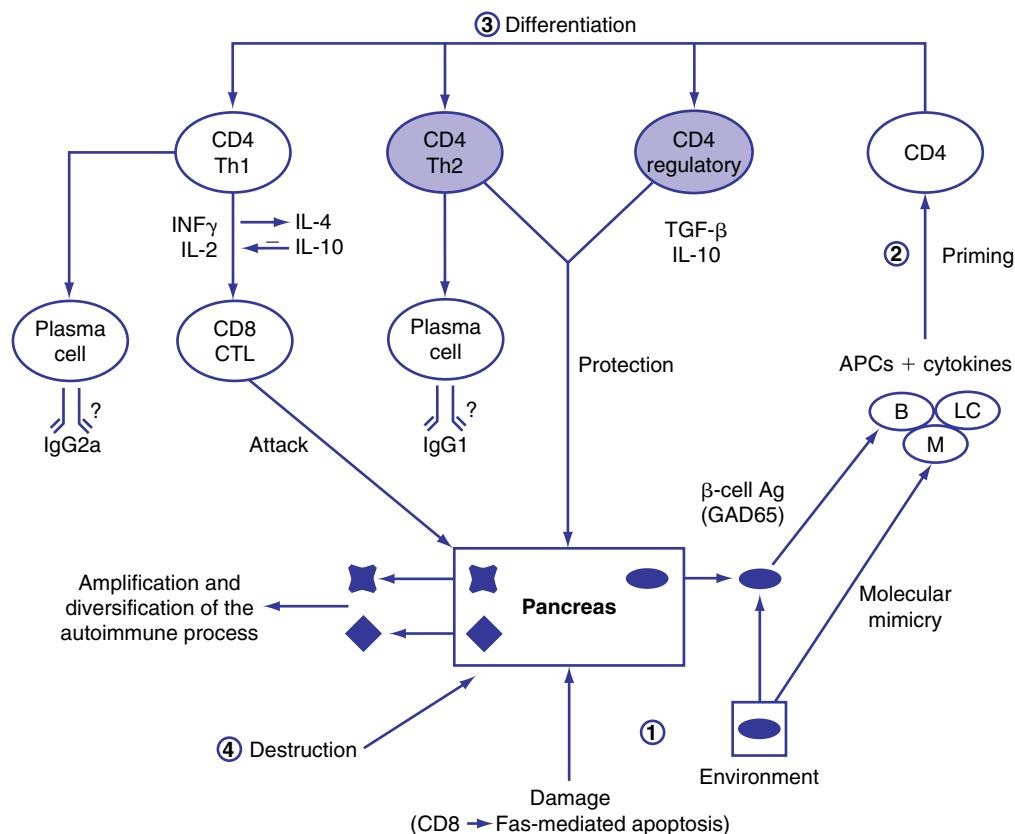 ③ Differentiation
CD4
Th1
CD4
Th2
CD4
regulatory
CD4
INFγ
IL-2
IL-4
– IL-10
TGF-β
IL-10
② Priming
Plasma
cell
CD8
CTL
Plasma
cell
Protection
APCs + cytokines
B
LC
M
?
IgG2a
?
IgG1
Attack
β-cell Ag
(GAD65)
Amplification and
diversification of the
autoimmune process
Pancreas
Molecular
mimicry
①
④ Destruction
Environment
Damage
(CD8 → Fas-mediated apoptosis)